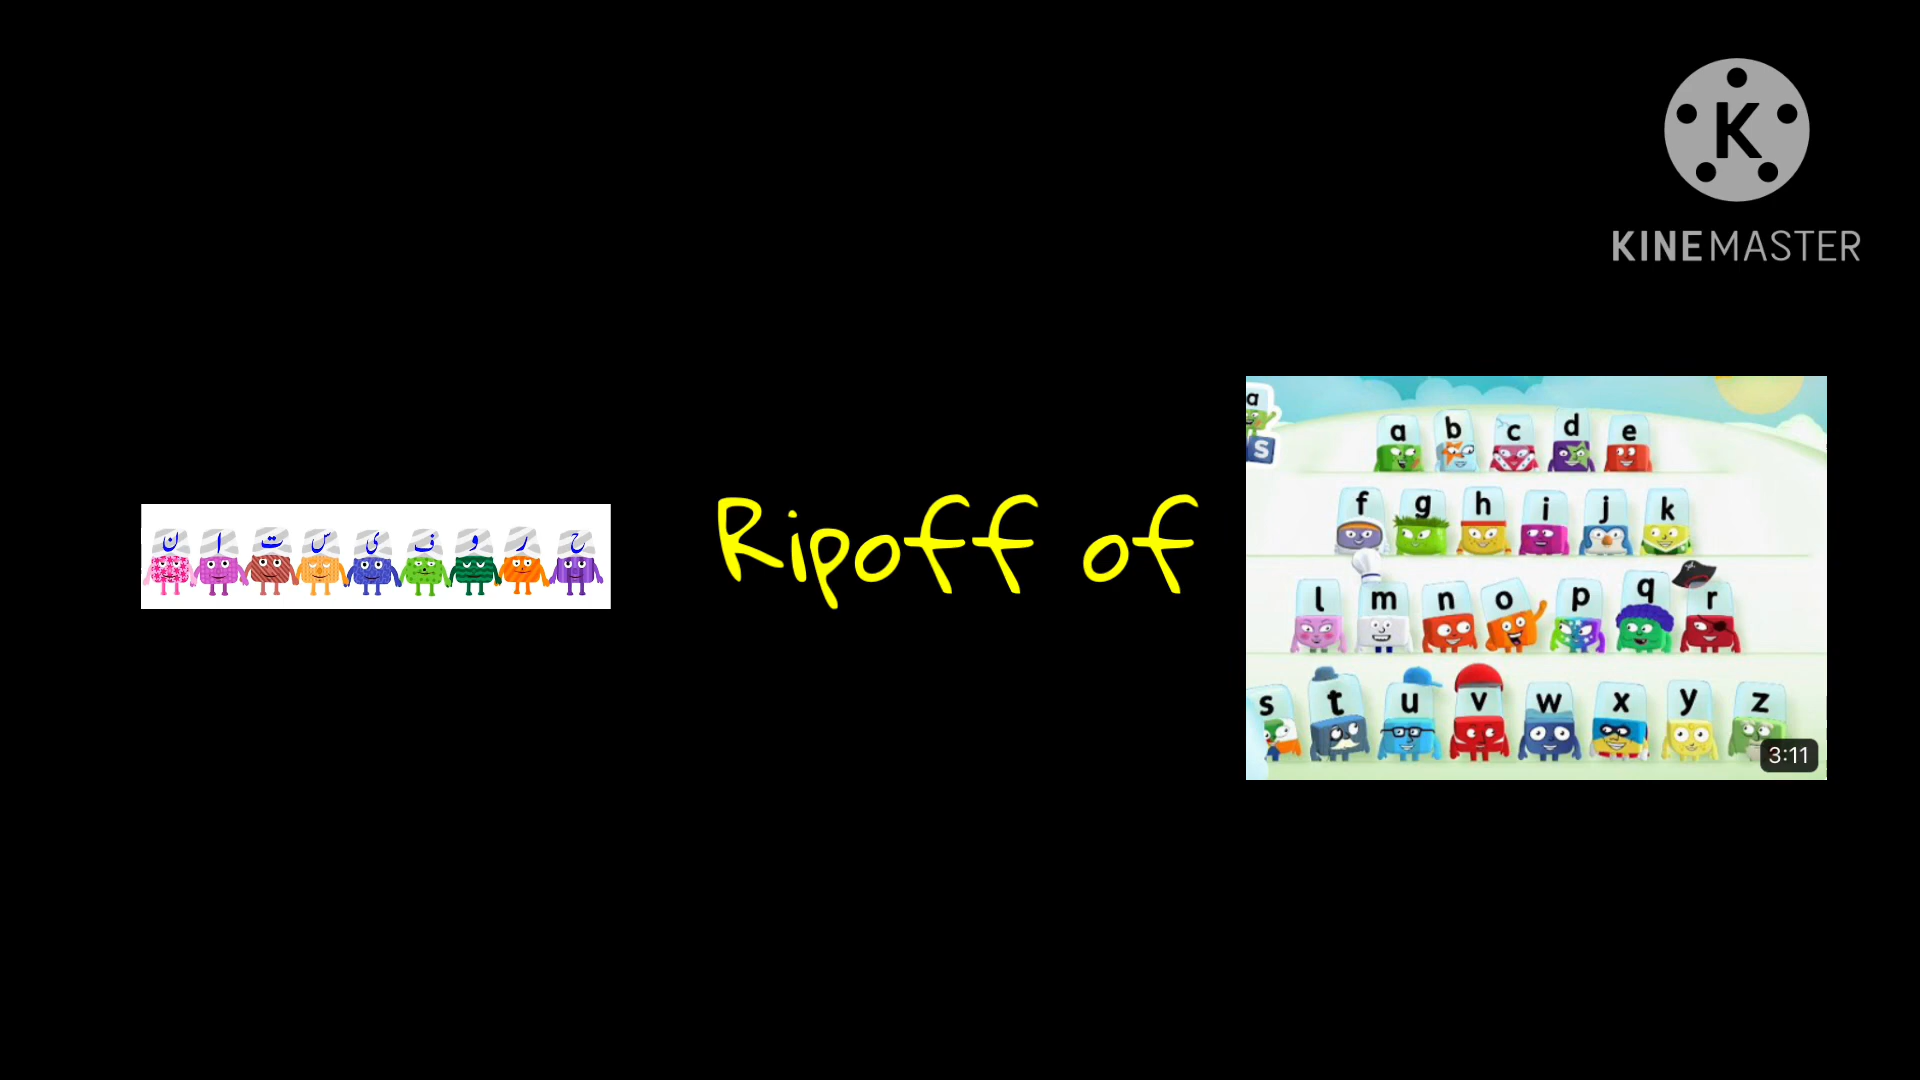 K
KINEMASTER
ح ر و ف ی س ت ا ن
Ripoff of
a
s
a b c d e
f g h i j k
l m n o p q r
s t u v w x y z
3:11